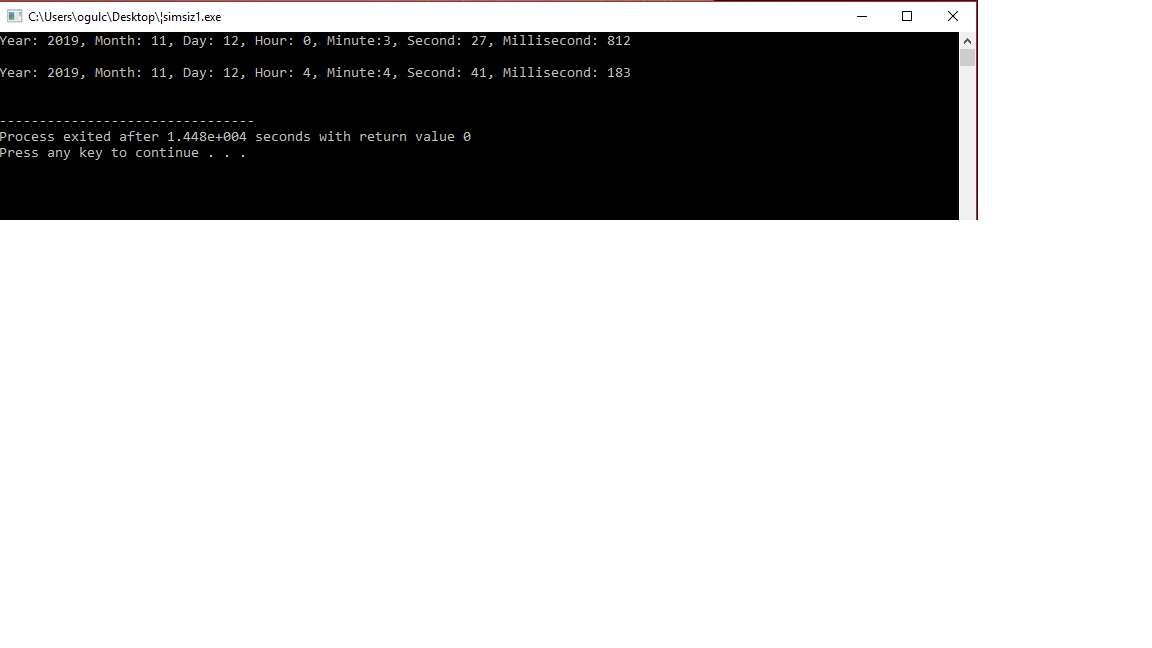 C:\Users\ogulc\Desktop\¦simsiz1.exe
Year: 2019, Month: 11, Day: 12, Hour: 0, Minute:3, Second: 27, Millisecond: 812
Year: 2019, Month: 11, Day: 12, Hour: 4, Minute:4, Second: 41, Millisecond: 183
--------------------------------
Process exited after 1.448e+004 seconds with return value 0
Press any key to continue . . .